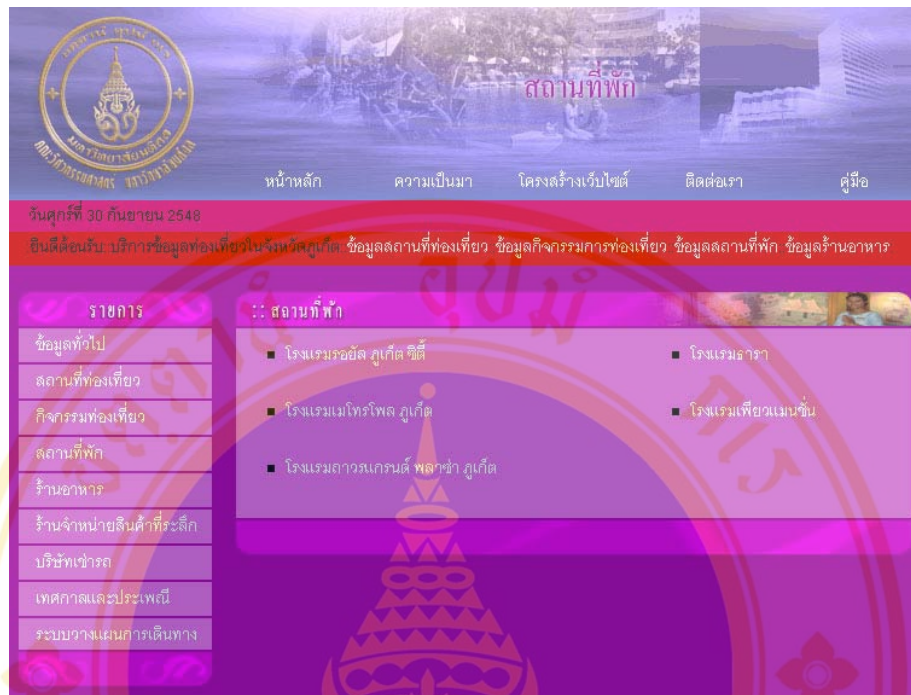 สถานที่พัก
หน้าหลัก ความเป็นมา โครงสร้างเว็บไซต์ ติดต่อเรา คู่มือ
วันศุกร์ที่ 30 กันยายน 2548
ยินดีต้อนรับ::บริการข้อมูลท่องเที่ยวในจังหวัดภูเก็ต ข้อมูลสถานที่ท่องเที่ยว ข้อมูลกิจกรรมการท่องเที่ยว ข้อมูลสถานที่พัก ข้อมูลร้านอาหาร
รายการ
ข้อมูลทั่วไป
สถานที่ท่องเที่ยว
กิจกรรมท่องเที่ยว
สถานที่พัก
ร้านอาหาร
ร้านจำหน่ายสินค้าที่ระลึก
บริษัทเช่ารถ
เทศกาลและประเพณี
ระบบวางแผนการเดินทาง
:: สถานที่พัก
โรงแรมรอยัล ภูเก็ต ซิตี้ โรงแรมธารา
โรงแรมเมโทรโพล ภูเก็ต โรงแรมเพียวแมนชั่น
โรงแรมถาวรแกรนด์ พลาซ่า ภูเก็ต